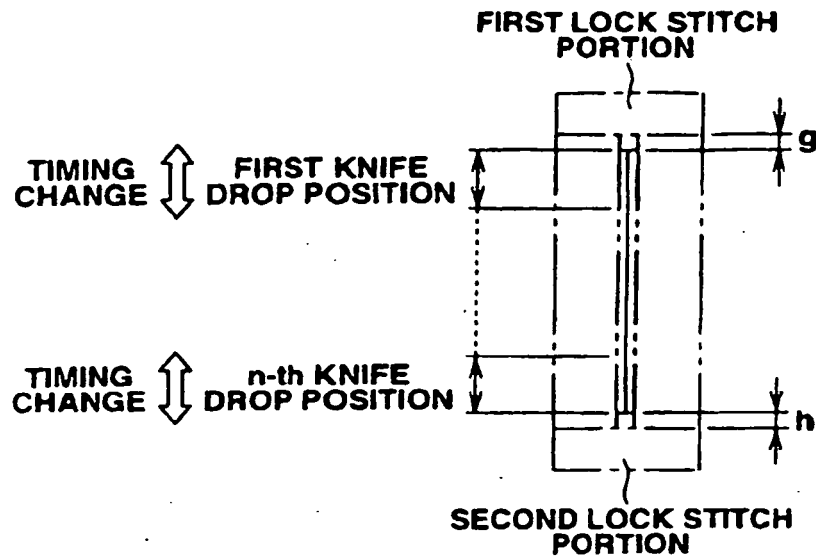 FIRST LOCK STITCH
PORTION
g
TIMING
CHANGE
FIRST KNIFE
DROP POSITION
TIMING
CHANGE
n-th KNIFE
DROP POSITION
h
SECOND LOCK STITCH
PORTION